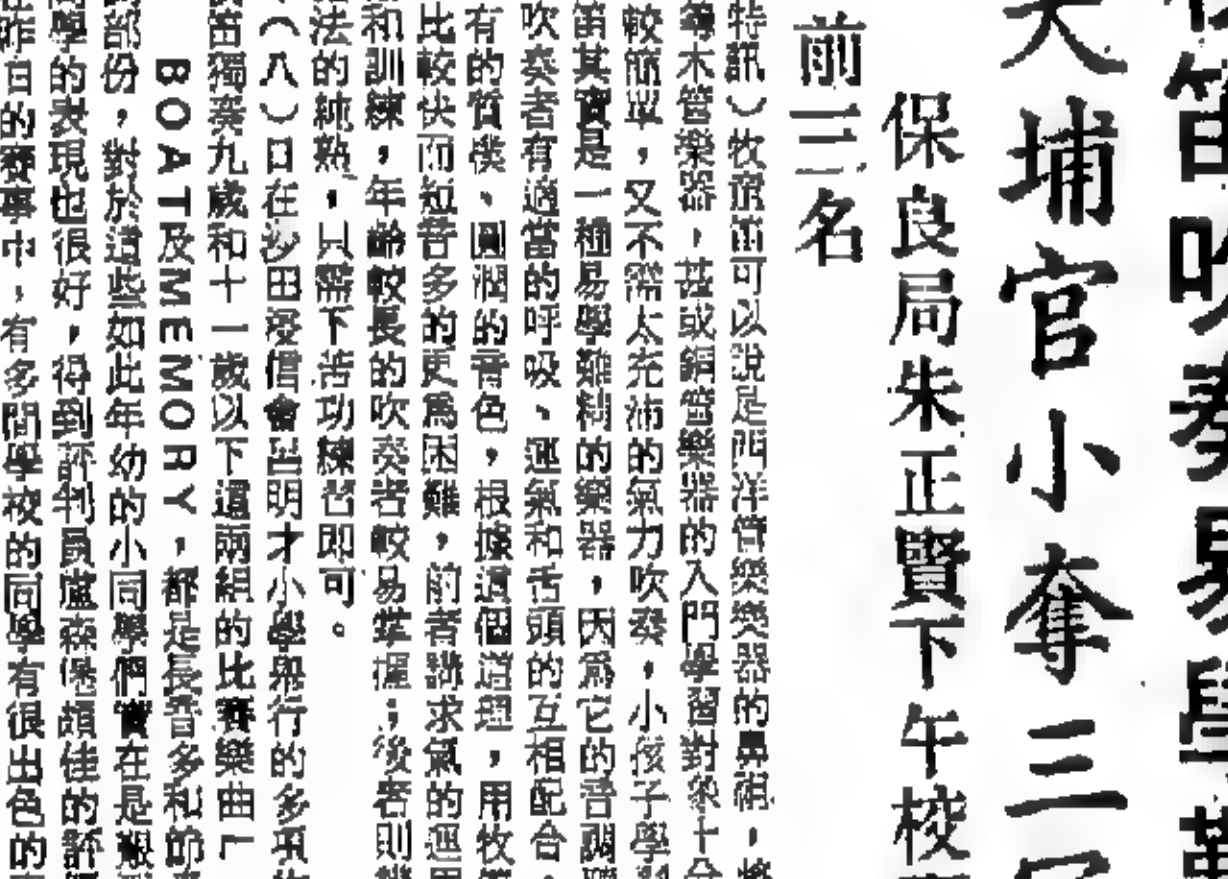 笛吹奏易學
大埔官小奪三
保良局朱正賢下午校
前三名
特訊）牧童笛可以說是西洋管樂樂器的鼻祖，
木管樂器，甚或銅管樂器的入門學習對象十分
較簡單，又不需太充沛的氣力吹奏，小孩子學
笛其實是一種易學難精的樂器，因為它的音調
吹奏者有適當的呼吸、運氣和舌頭的互相配合，
有的質樸、圓潤的音色，根據這個道理，用牧
比較快而短音多的更為困難，前者講求氣的運用
和訓練，年齡較長的吹奏者較易掌握；後者則
法的純熟，只需下苦功練習即可。
（八）日在沙田浸信會呂明才小學舉行的多項
笛獨奏九歲和十一歲以下這兩組的比賽樂曲「
BOAT及MEMORY，都是長音多和節
部份，對於這些如此年幼的小同學們實在是艱
同學的表現也很好，得到評判員盧森堡頗佳的評
在昨日的賽事中，有多間學校的同學有很出色的